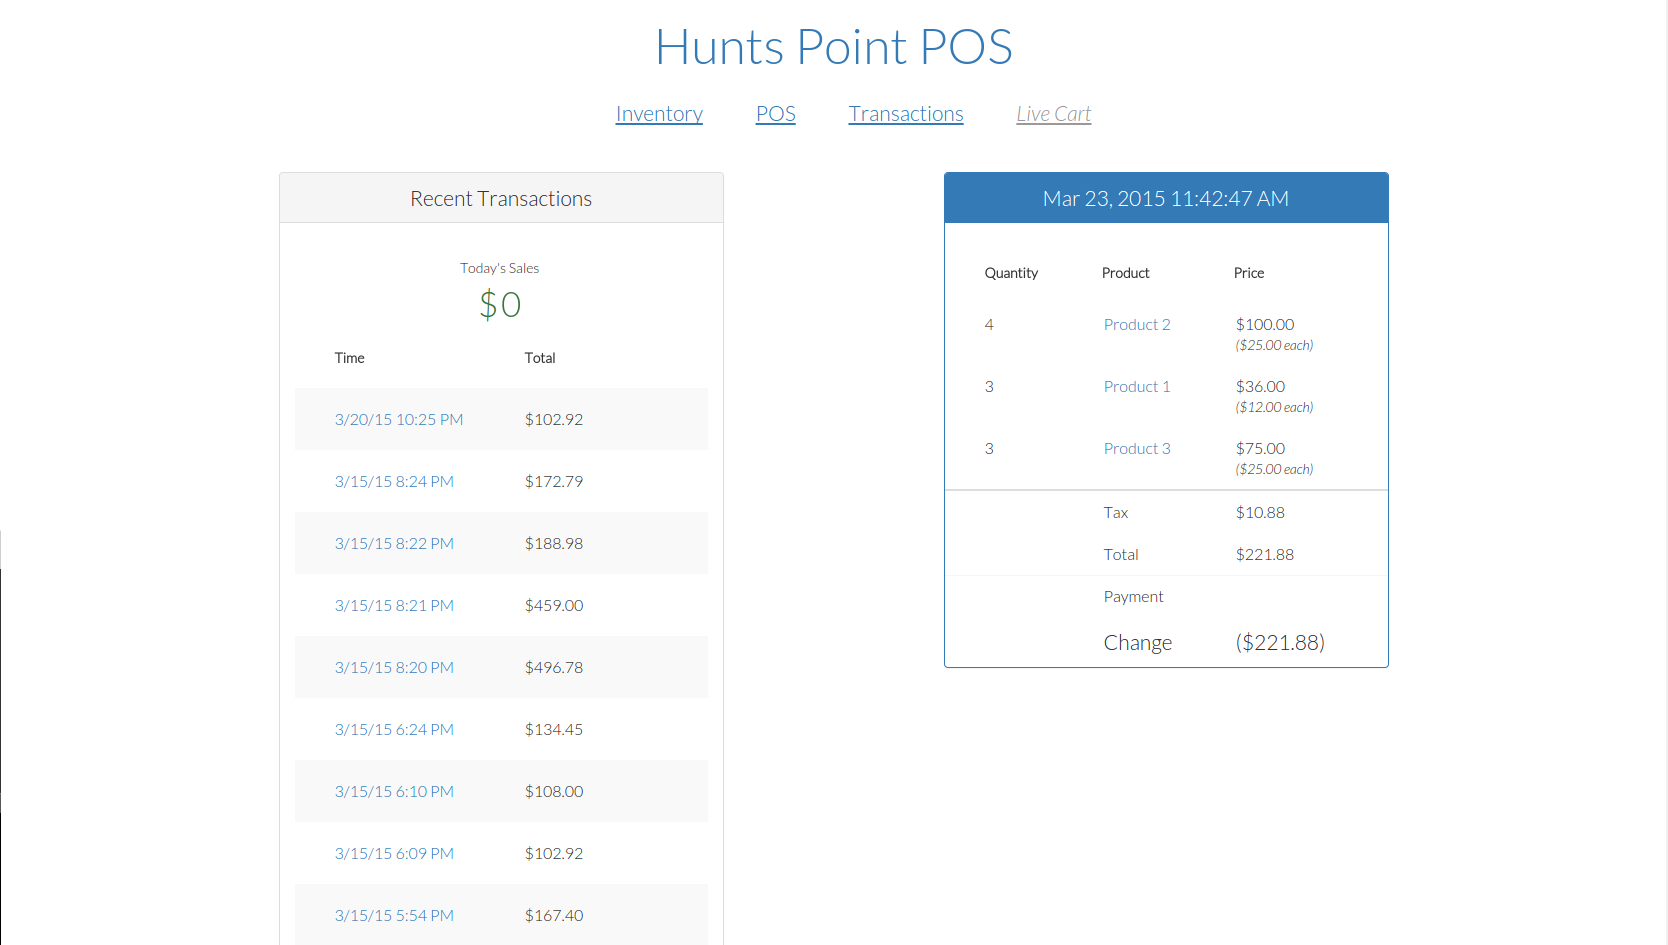 Hunts Point POS
Inventory POS Transactions Live Cart
Recent Transactions
Today's Sales
$0
Time Total
3/20/15 10:25 PM $102.92
3/15/15 8:24 PM $172.79
3/15/15 8:22 PM $188.98
3/15/15 8:21 PM $459.00
3/15/15 8:20 PM $496.78
3/15/15 6:24 PM $134.45
3/15/15 6:10 PM $108.00
3/15/15 6:09 PM $102.92
3/15/15 5:54 PM $167.40
Mar 23, 2015 11:42:47 AM
Quantity Product Price
4 Product 2 $100.00
($25.00 each)
3 Product 1 $36.00
($12.00 each)
3 Product 3 $75.00
($25.00 each)
Tax $10.88
Total $221.88
Payment
Change ($221.88)